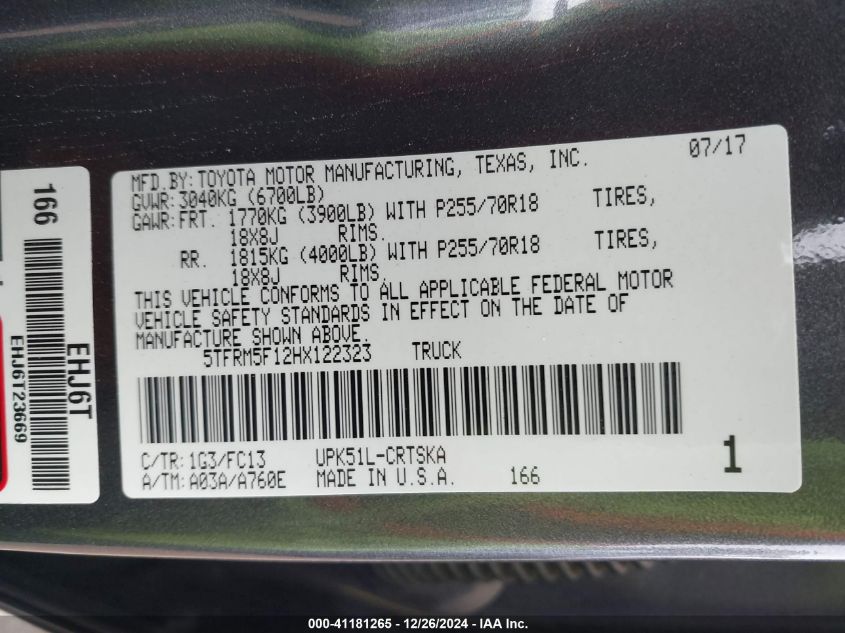 MFD.BY: TOYOTA MOTOR MANUFACTURING, TEXAS, INC. 07/17
GVWR: 3040KG (6700LB)
GAWR: FRT. 1770KG (3900LB) WITH P255/70R18 TIRES,
18X8J RIMS.
RR. 1815KG (4000LB) WITH P255/70R18 TIRES,
18X8J RIMS,
THIS VEHICLE CONFORMS TO ALL APPLICABLE FEDERAL MOTOR
VEHICLE SAFETY STANDARDS IN EFFECT ON THE DATE OF
MANUFACTURE SHOWN ABOVE.
5TFRM5F12HX122323 TRUCK
C/TR: 1G3/FC13 UPK51L-CRTSKA
A/TM: A03A/A760E MADE IN U.S.A. 166
1
166
EHJ6T
EHJ6T23669
000-41181265 - 12/26/2024 - IAA Inc.